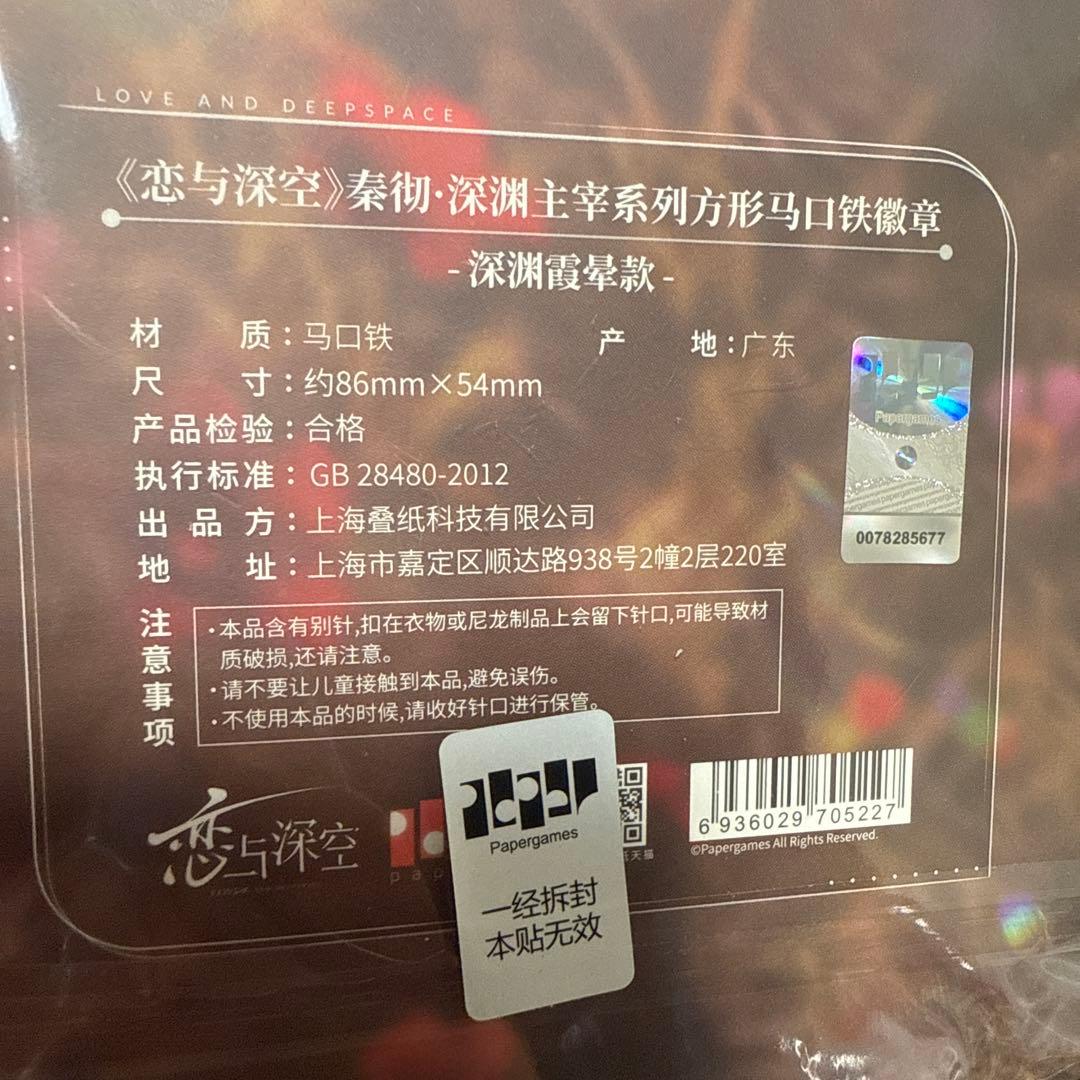 LOVE AND DEEPSPACE
《恋与深空》秦彻·深渊主宰系列方形马口铁徽章
-深渊霞晕款-
材 质：马口铁 产 地：广东
尺 寸：约86mm×54mm
产品检验：合格
执行标准：GB 28480-2012
出 品 方：上海叠纸科技有限公司
地 址：上海市嘉定区顺达路938号2幢2层220室
Papergames
0078285677
注意事项
·本品含有别针,扣在衣物或尼龙制品上会留下针口,可能导致材
质破损,还请注意。
·请不要让儿童接触到本品,避免误伤。
·不使用本品的时候,请收好针口进行保管。
恋与深空
paper
Papergames
一经拆封
本贴无效
天猫
6 936029 705227
©Papergames All Rights Reserved.